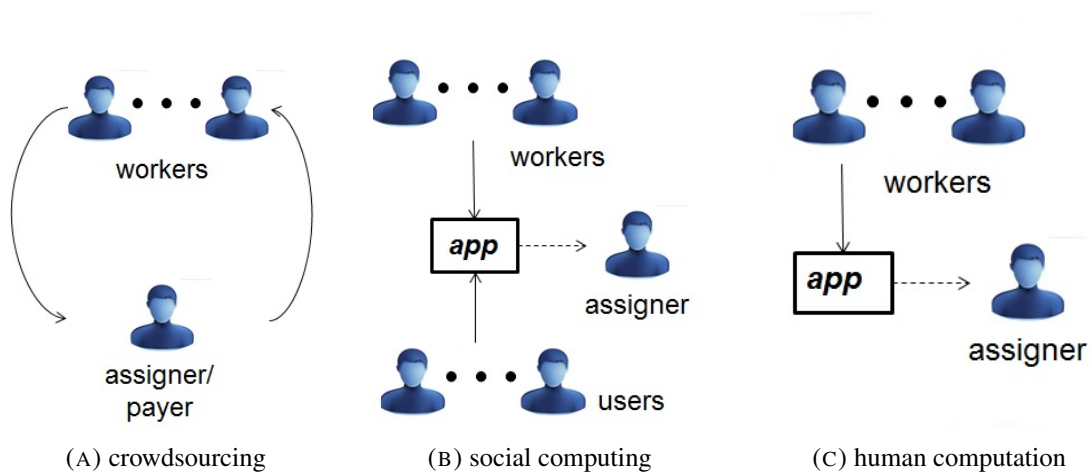 workers
assigner/
payer
(A) crowdsourcing
workers
app
assigner
users
(B) social computing
workers
app
assigner
(C) human computation